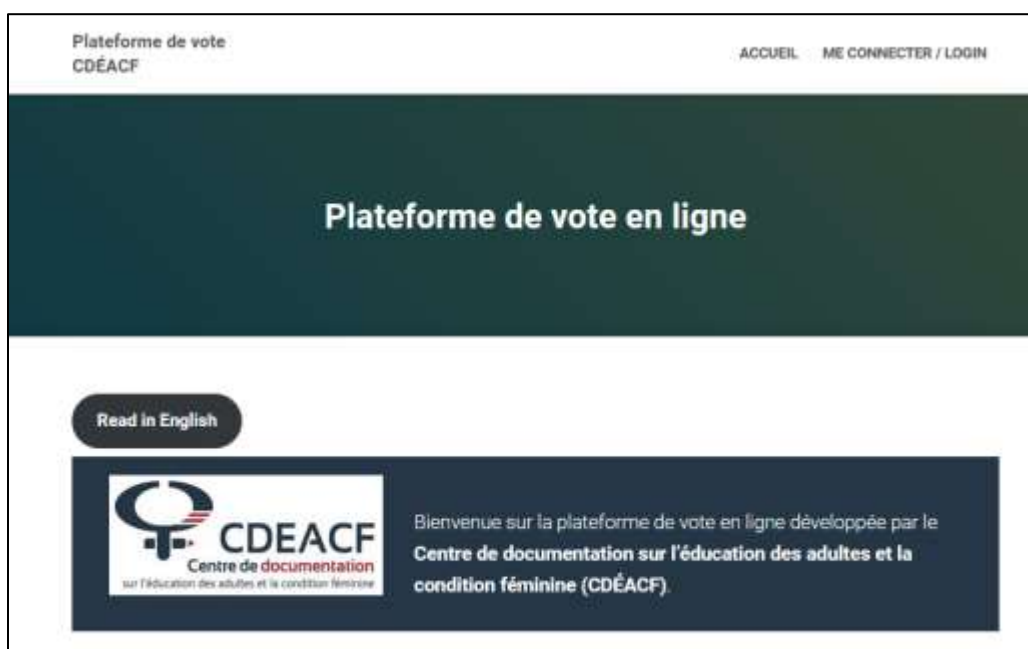 Plateforme de vote
CDÉACF
ACCUEIL ME CONNECTER / LOGIN
Plateforme de vote en ligne
Read in English
CDEACF
Centre de documentation
sur l'éducation des adultes et la condition féminine
Bienvenue sur la plateforme de vote en ligne développée par le
Centre de documentation sur l'éducation des adultes et la
condition féminine (CDÉACF).